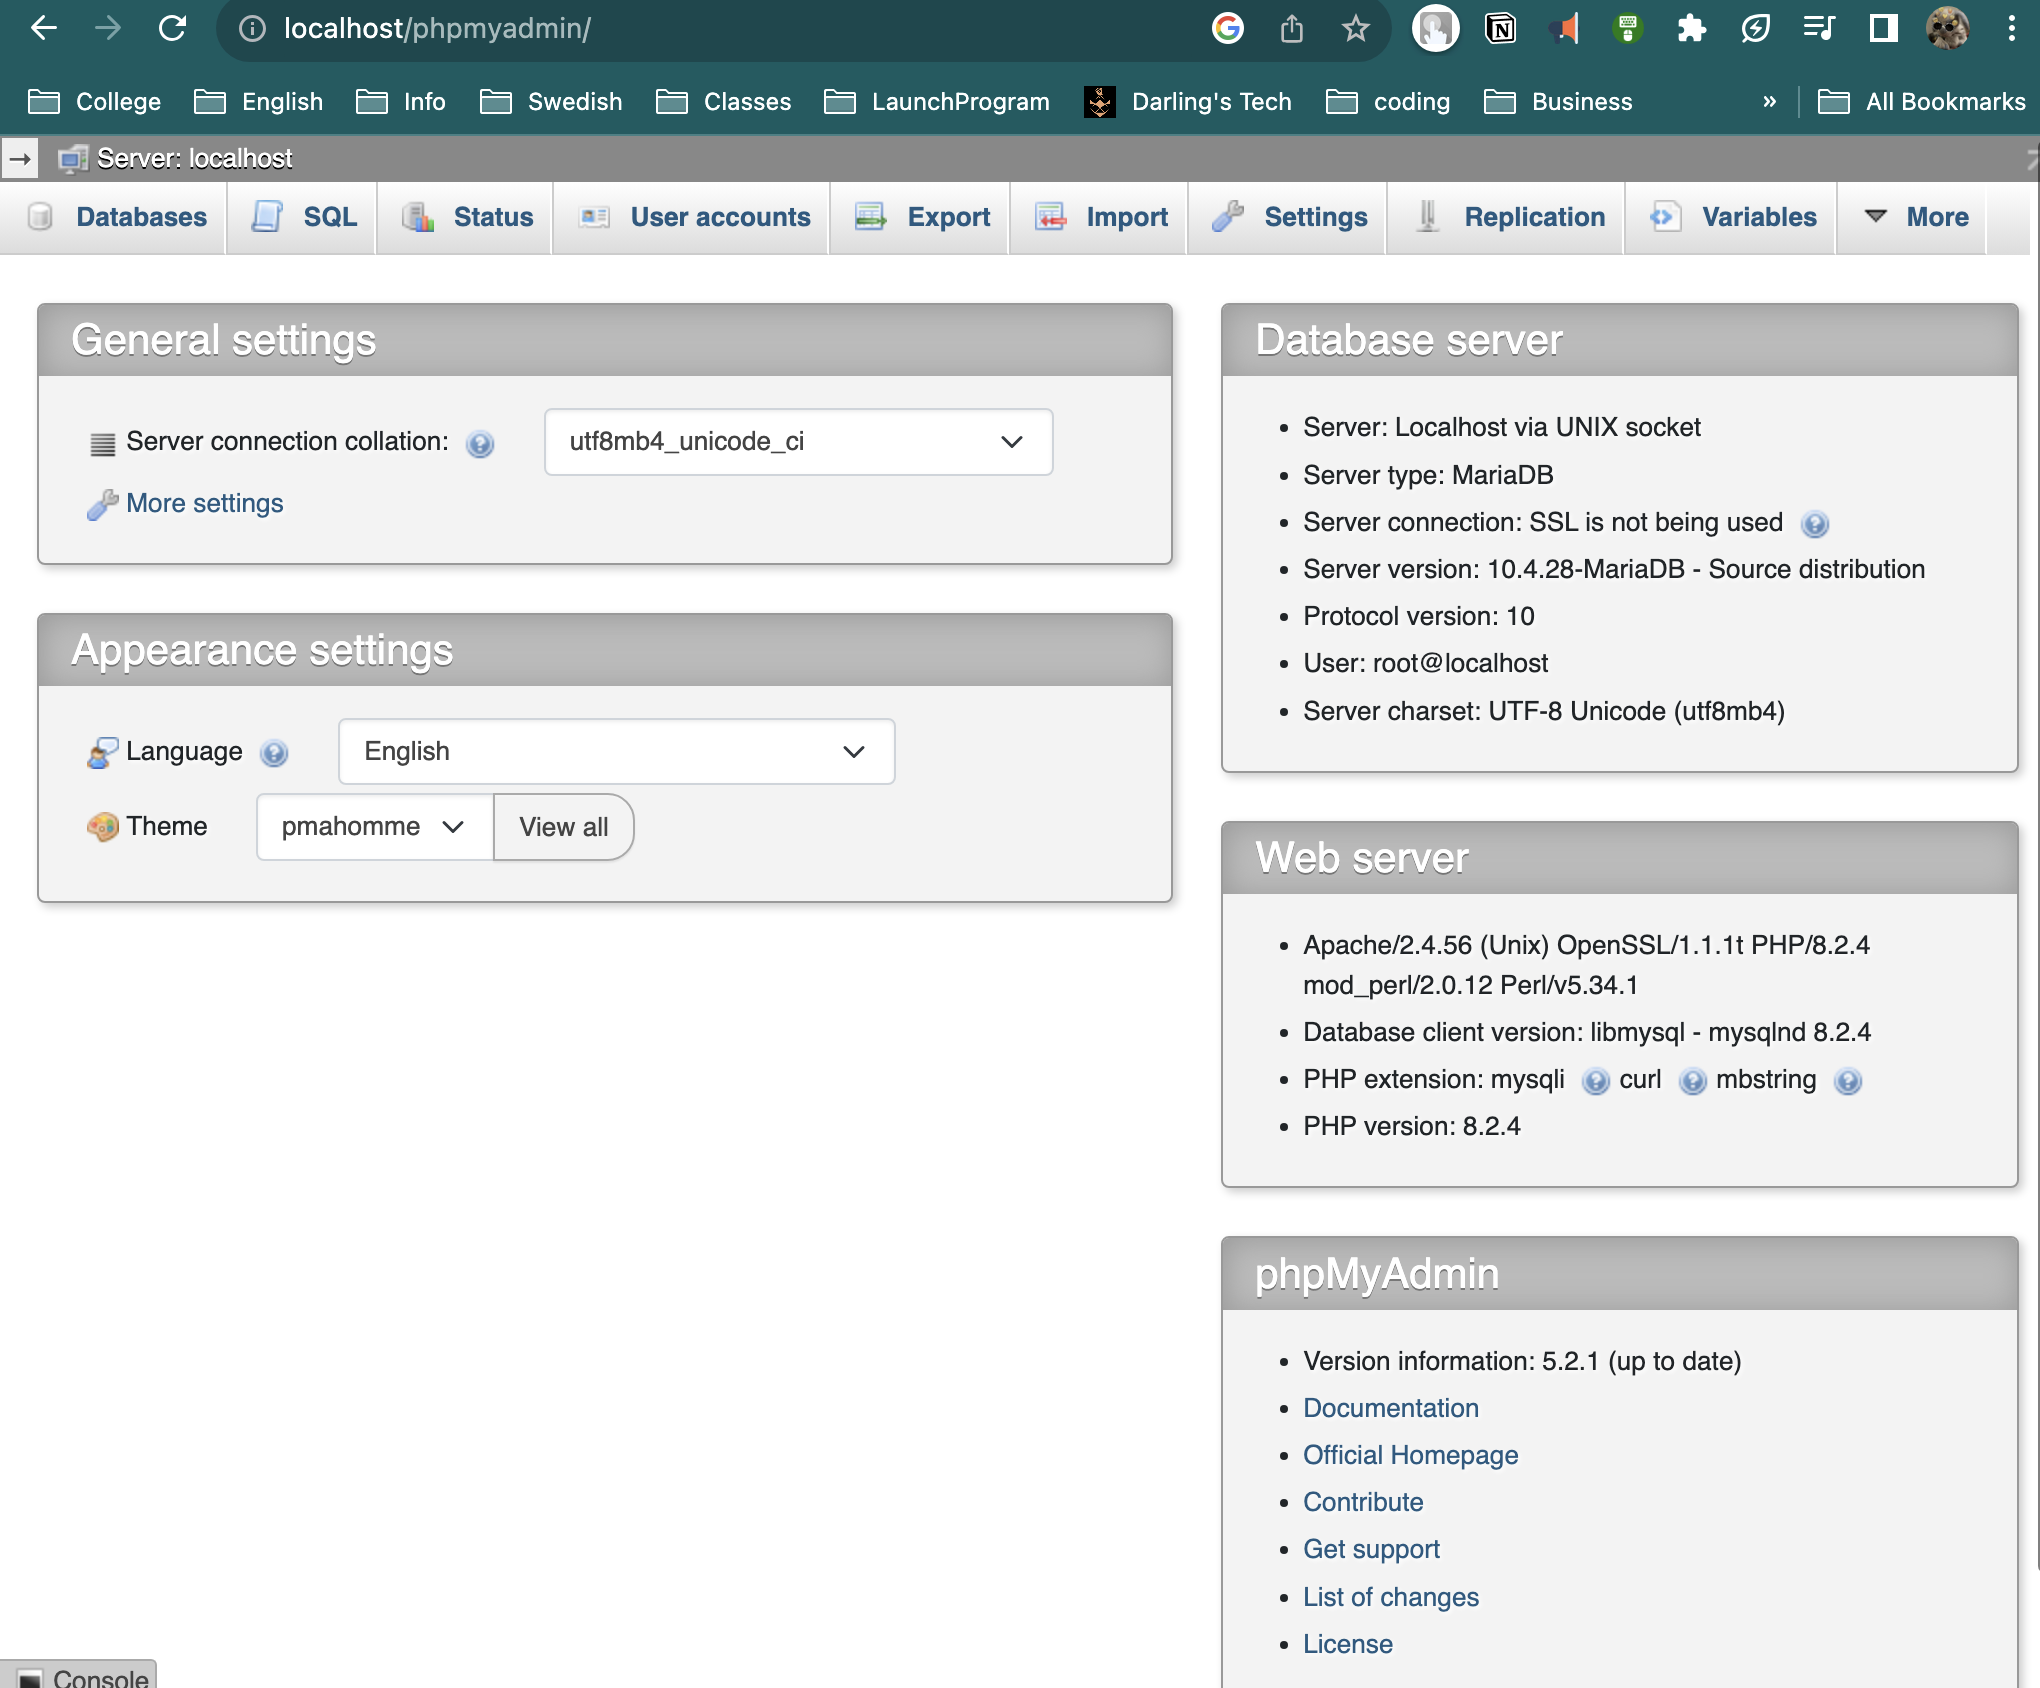 localhost/phpmyadmin/
College English Info Swedish Classes LaunchProgram Darling's Tech coding Business » All Bookmarks
Server: localhost
Databases SQL Status User accounts Export Import Settings Replication Variables More
General settings
Server connection collation: utf8mb4_unicode_ci
More settings
Appearance settings
Language English
Theme pmahomme View all
Database server
Server: Localhost via UNIX socket
Server type: MariaDB
Server connection: SSL is not being used
Server version: 10.4.28-MariaDB - Source distribution
Protocol version: 10
User: root@localhost
Server charset: UTF-8 Unicode (utf8mb4)
Web server
Apache/2.4.56 (Unix) OpenSSL/1.1.1t PHP/8.2.4
mod_perl/2.0.12 Perl/v5.34.1
Database client version: libmysql - mysqlnd 8.2.4
PHP extension: mysqli curl mbstring
PHP version: 8.2.4
phpMyAdmin
Version information: 5.2.1 (up to date)
Documentation
Official Homepage
Contribute
Get support
List of changes
License
Console